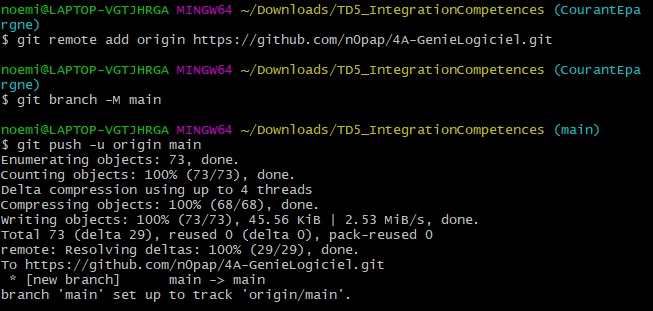 noemi@LAPTOP-VGTJHRGA MINGW64 ~/Downloads/TD5_IntegrationCompetences (CourantEpa
rgne)
$ git remote add origin https://github.com/n0pap/4A-GenieLogiciel.git
noemi@LAPTOP-VGTJHRGA MINGW64 ~/Downloads/TD5_IntegrationCompetences (CourantEpa
rgne)
$ git branch -M main
noemi@LAPTOP-VGTJHRGA MINGW64 ~/Downloads/TD5_IntegrationCompetences (main)
$ git push -u origin main
Enumerating objects: 73, done.
Counting objects: 100% (73/73), done.
Delta compression using up to 4 threads
Compressing objects: 100% (68/68), done.
Writing objects: 100% (73/73), 45.56 KiB | 2.53 MiB/s, done.
Total 73 (delta 29), reused 0 (delta 0), pack-reused 0
remote: Resolving deltas: 100% (29/29), done.
To https://github.com/n0pap/4A-GenieLogiciel.git
 * [new branch]      main -> main
branch 'main' set up to track 'origin/main'.